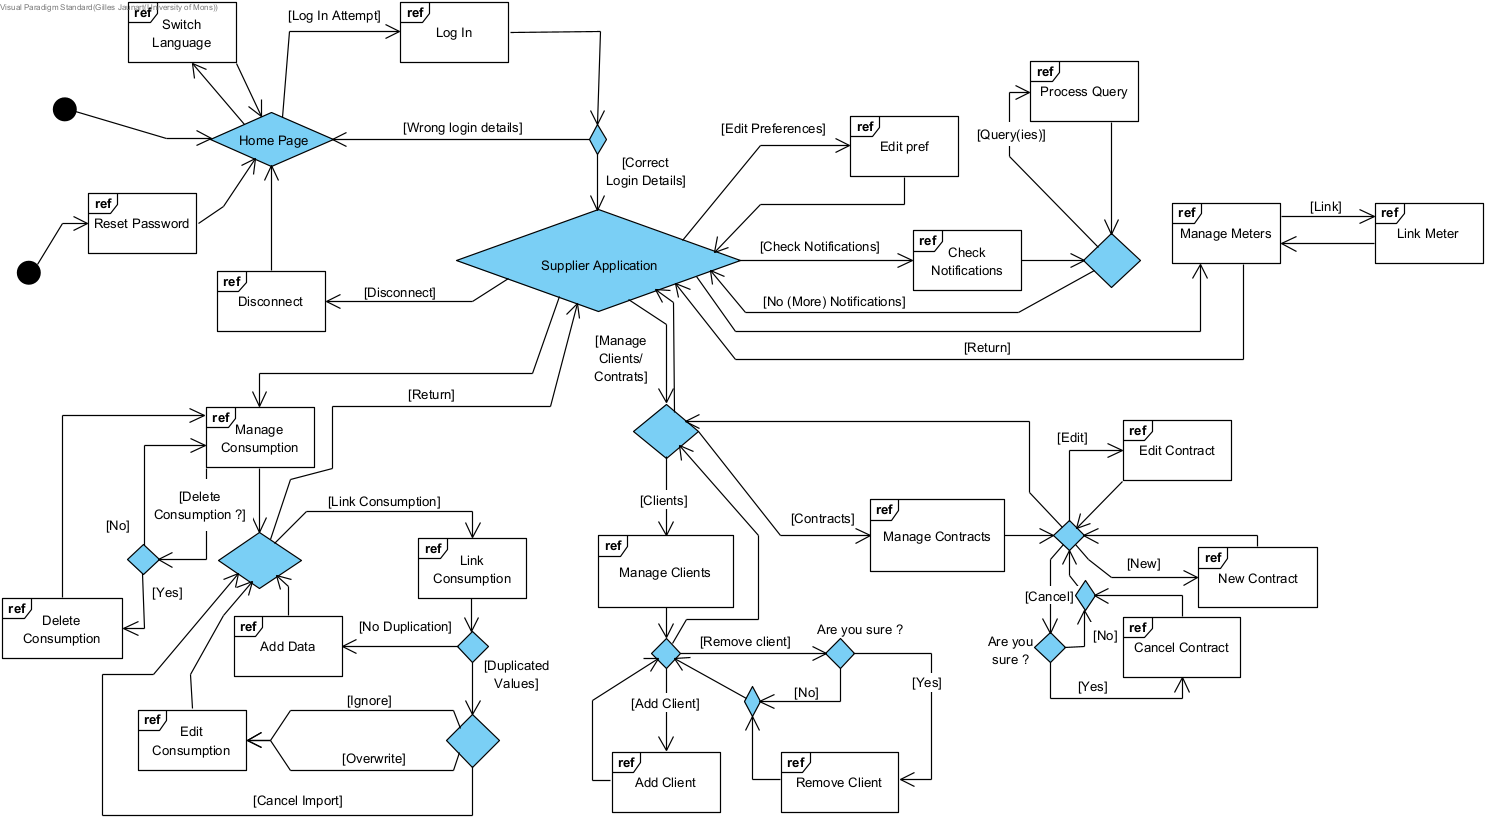 Visual Paradigm Standard(Gilles Jaunart(University of Mons))
ref
Switch
Language
[Log In Attempt]
ref
Log In
ref
Process Query
[Wrong login details]
Home Page
[Edit Preferences]
ref
Edit pref
[Query(ies)]
[Correct
Login Details]
ref
Reset Password
ref
Manage Meters
[Link]
ref
Link Meter
Supplier Application
[Check Notifications]
ref
Check
Notifications
ref
Disconnect
[Disconnect]
[No (More) Notifications]
[Manage
Clients/
Contrats]
[Return]
[Return]
ref
Manage
Consumption
ref
Edit Contract
[Edit]
[Delete
Consumption ?]
[No]
[Link Consumption]
[Clients]
[Contracts]
ref
Manage Contracts
ref
Link
Consumption
ref
Manage Clients
[New]
ref
New Contract
[Yes]
ref
Delete
Consumption
ref
Add Data
[No Duplication]
[Duplicated
Values]
[Remove client]
Are you sure ?
[Cancel]
Are you
sure ?
[No]
ref
Cancel Contract
[Yes]
[Yes]
[No]
[Add Client]
[Ignore]
ref
Edit
Consumption
[Overwrite]
ref
Add Client
ref
Remove Client
[Cancel Import]